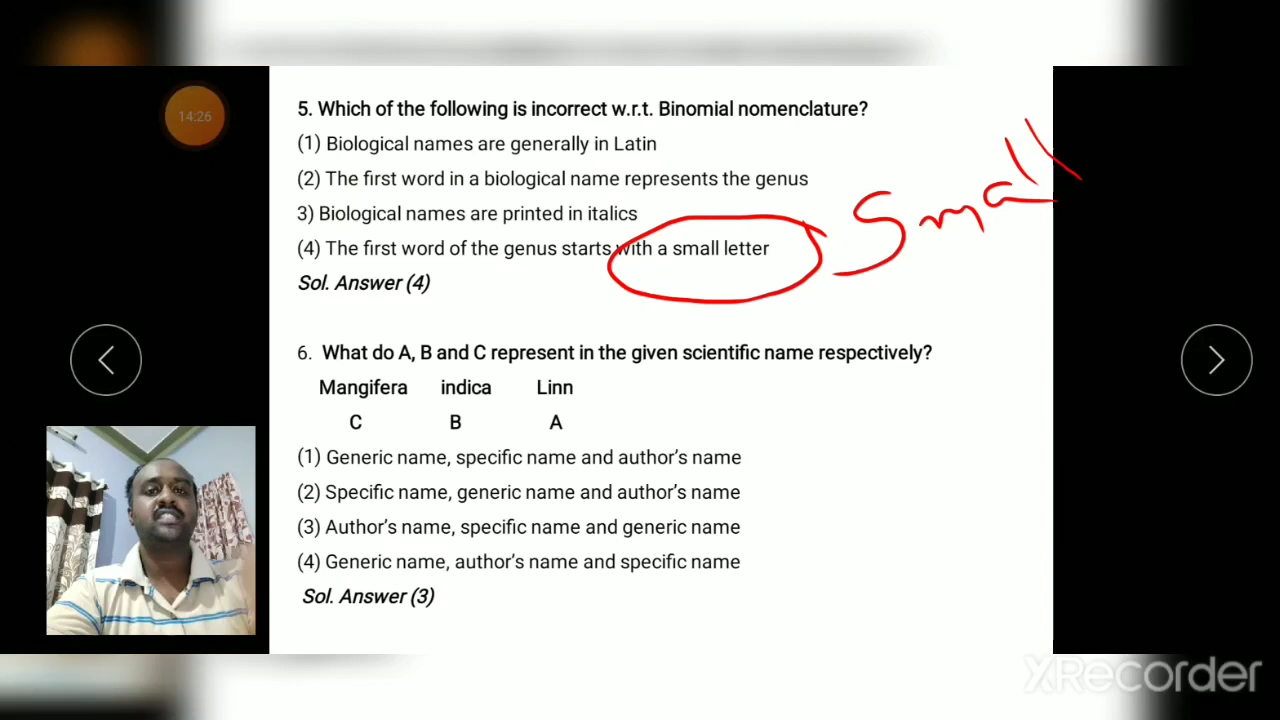 14:26
5. Which of the following is incorrect w.r.t. Binomial nomenclature?
(1) Biological names are generally in Latin
(2) The first word in a biological name represents the genus
3) Biological names are printed in italics
(4) The first word of the genus starts with a small letter
Small
Sol. Answer (4)
6. What do A, B and C represent in the given scientific name respectively?
Mangifera indica Linn
C B A
(1) Generic name, specific name and author's name
(2) Specific name, generic name and author's name
(3) Author's name, specific name and generic name
(4) Generic name, author's name and specific name
Sol. Answer (3)
XRecorder